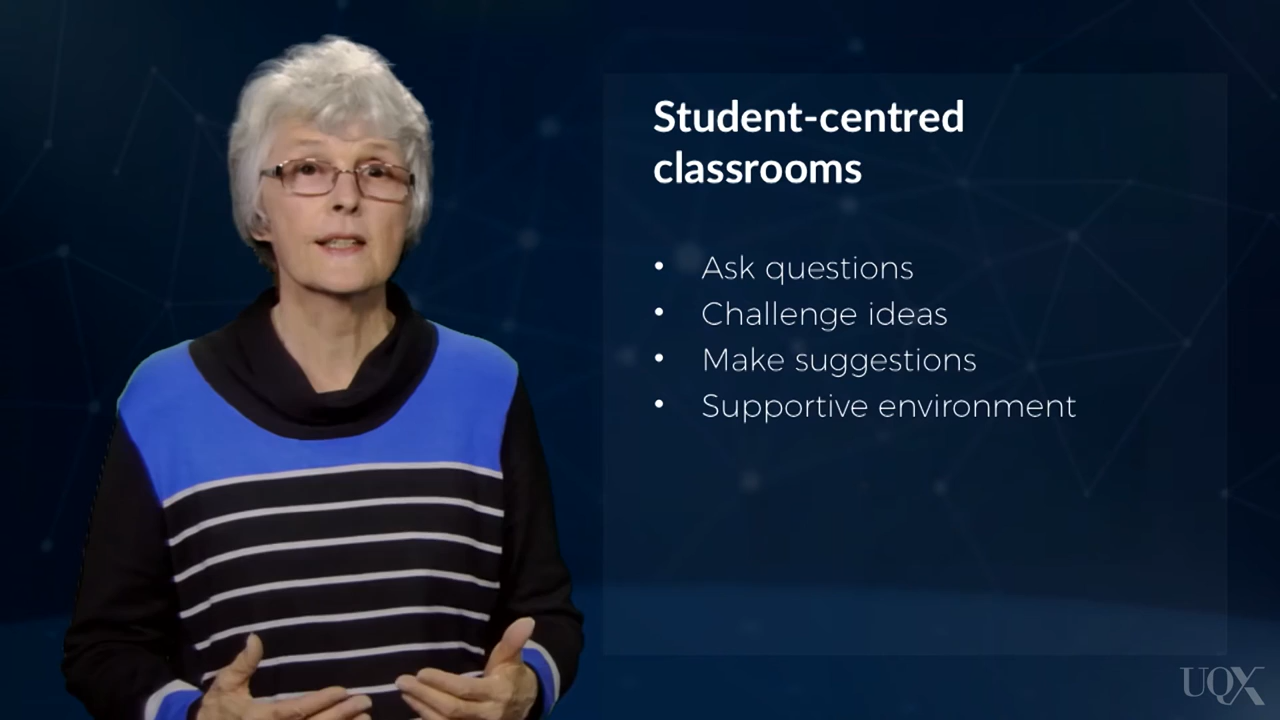 Student-centred
classrooms
• Ask questions
• Challenge ideas
• Make suggestions
• Supportive environment
UQX